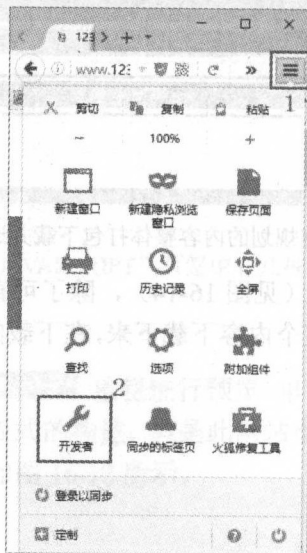 123
www.12
1
剪切 复制 粘贴
− 100% +
新建窗口 新建隐私浏览窗口 保存页面
打印 历史记录 全屏
查找 选项 附加组件
2
开发者 同步的标签页 火狐修复工具
登录以同步
定制